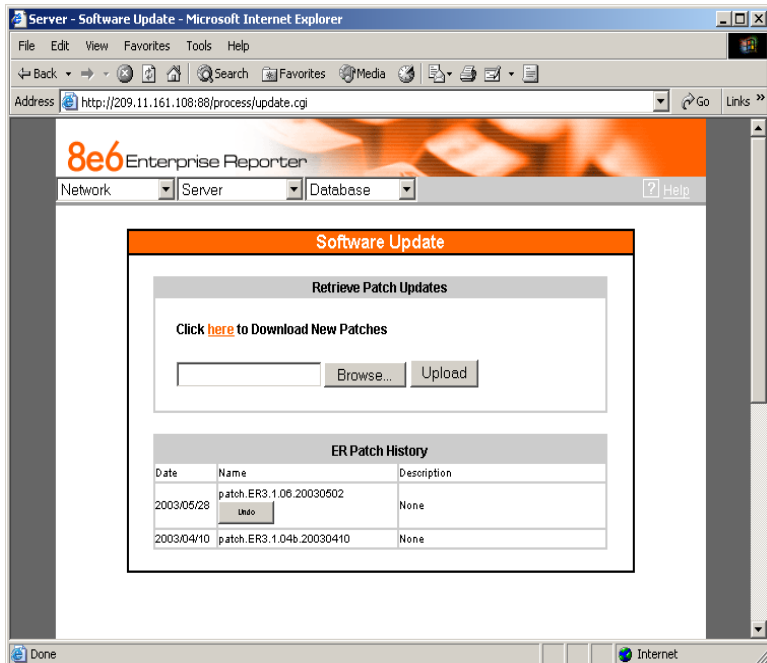 Server - Software Update - Microsoft Internet Explorer
File Edit View Favorites Tools Help
Back Search Favorites Media
Address http://209.11.161.108:88/process/update.cgi Go Links »
8e6 Enterprise Reporter
Network Server Database ? Help
Software Update
Retrieve Patch Updates
Click here to Download New Patches
Browse... Upload
ER Patch History
Date Name Description
2003/05/28 patch.ER3.1.06.20030502 None
Undo
2003/04/10 patch.ER3.1.04b.20030410 None
Done Internet